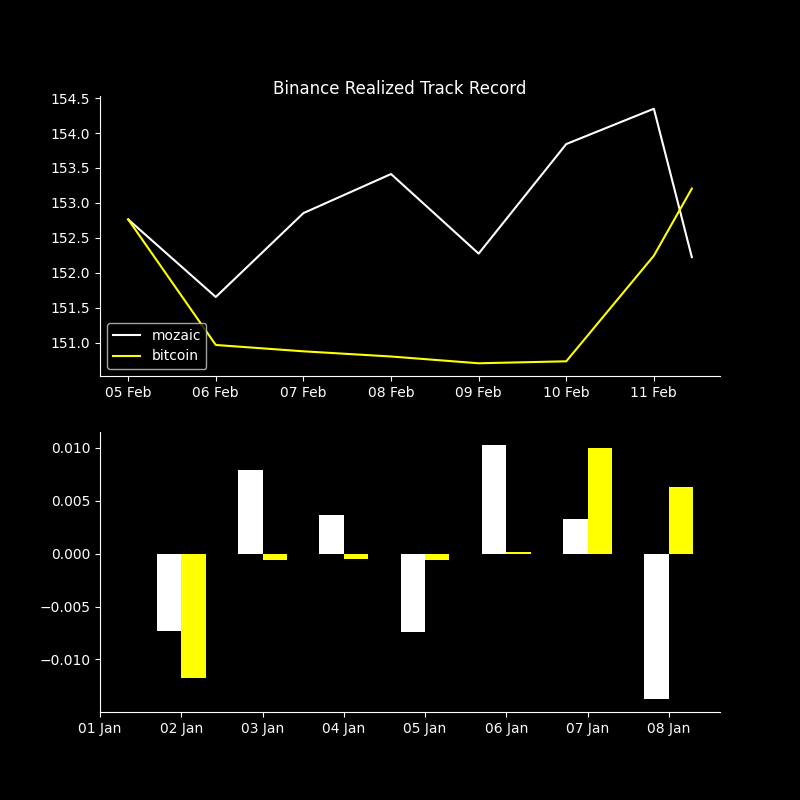 Binance Realized Track Record
154.5
154.0
153.5
153.0
152.5
152.0
151.5
151.0
mozaic
bitcoin
05 Feb 06 Feb 07 Feb 08 Feb 09 Feb 10 Feb 11 Feb
0.010
0.005
0.000
−0.005
−0.010
01 Jan 02 Jan 03 Jan 04 Jan 05 Jan 06 Jan 07 Jan 08 Jan